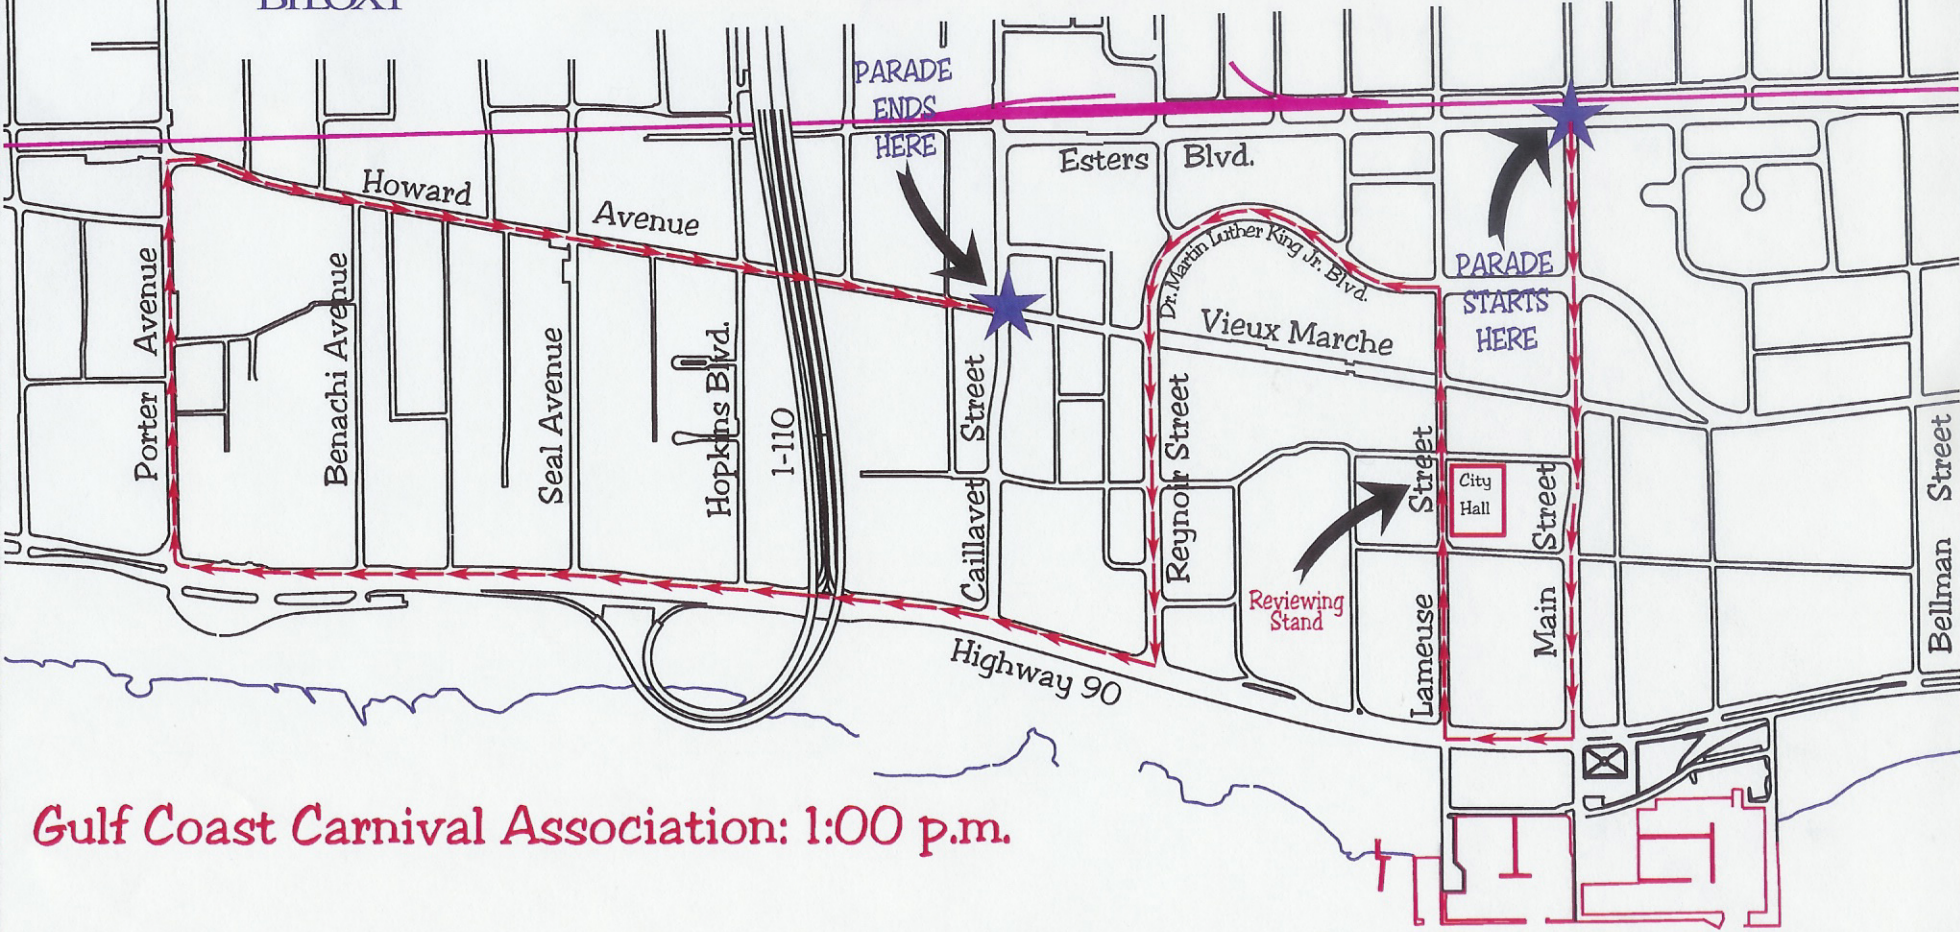 BILOXI
PARADE
ENDS
HERE
Esters Blvd.
Howard
Avenue
Dr. Martin Luther King Jr. Blvd.
PARADE
STARTS
HERE
Vieux Marche
Porter Avenue
Benachi Avenue
Seal Avenue
Hopkins Blvd.
I-110
Caillavet Street
Reynoir Street
Lameuse Street
City
Hall
Main Street
Bellman Street
Reviewing
Stand
Highway 90
Gulf Coast Carnival Association: 1:00 p.m.